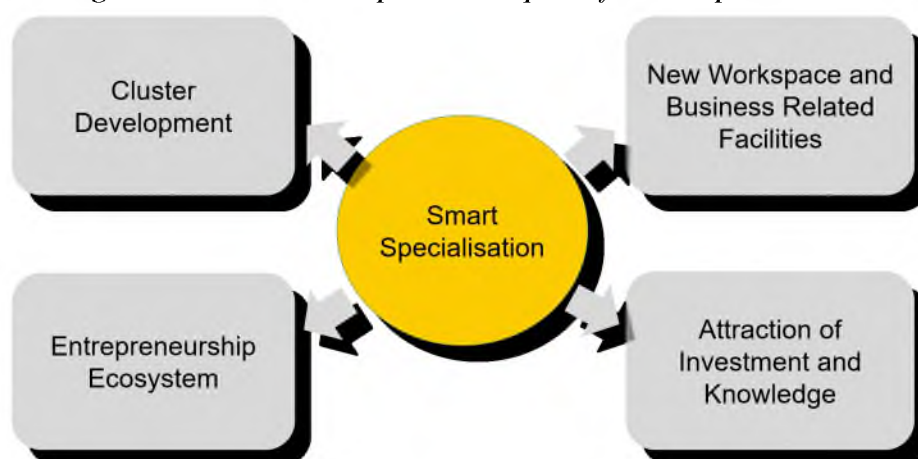 Cluster
Development
New Workspace and
Business Related
Facilities
Smart
Specialisation
Entrepreneurship
Ecosystem
Attraction of
Investment and
Knowledge